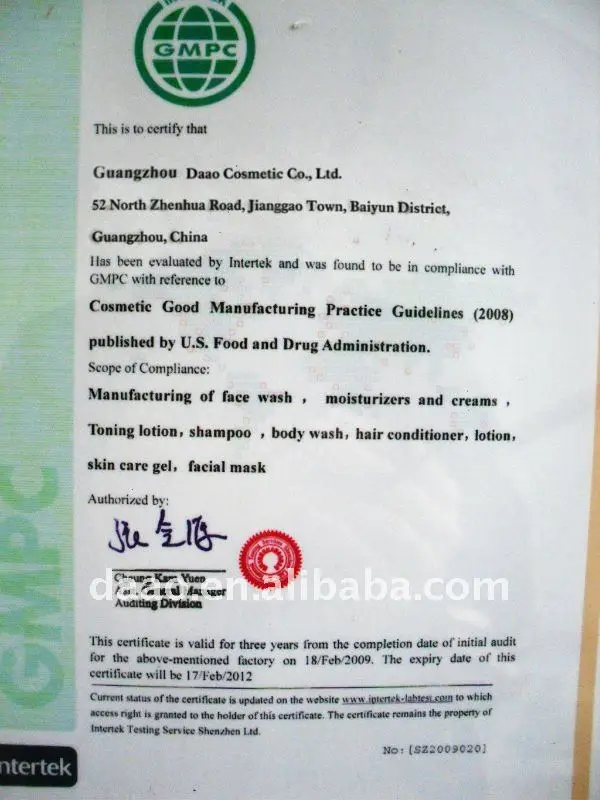 GMPC
This is to certify that
Guangzhou Daao Cosmetic Co., Ltd.
52 North Zhenhua Road, Jianggao Town, Baiyun District,
Guangzhou, China
Has been evaluated by Intertek and was found to be in compliance with
GMPC with reference to
Cosmetic Good Manufacturing Practice Guidelines (2008)
published by U.S. Food and Drug Administration.
Scope of Compliance:
Manufacturing of face wash , moisturizers and creams ,
Toning lotion, shampoo , body wash, hair conditioner, lotion,
skin care gel, facial mask
Authorized by:
Cheung Kam Yuen
Manager
Auditing Division
daao.en.alibaba.com
This certificate is valid for three years from the completion date of initial audit
for the above-mentioned factory on 18/Feb/2009. The expiry date of this
certificate will be 17/Feb/2012
Current status of the certificate is updated on the website www.intertek-labtest.com to which
access right is granted to the holder of this certificate. The certificate remains the property of
Intertek Testing Service Shenzhen Ltd.
No: [SZ2009020]
GMPC
ntertek